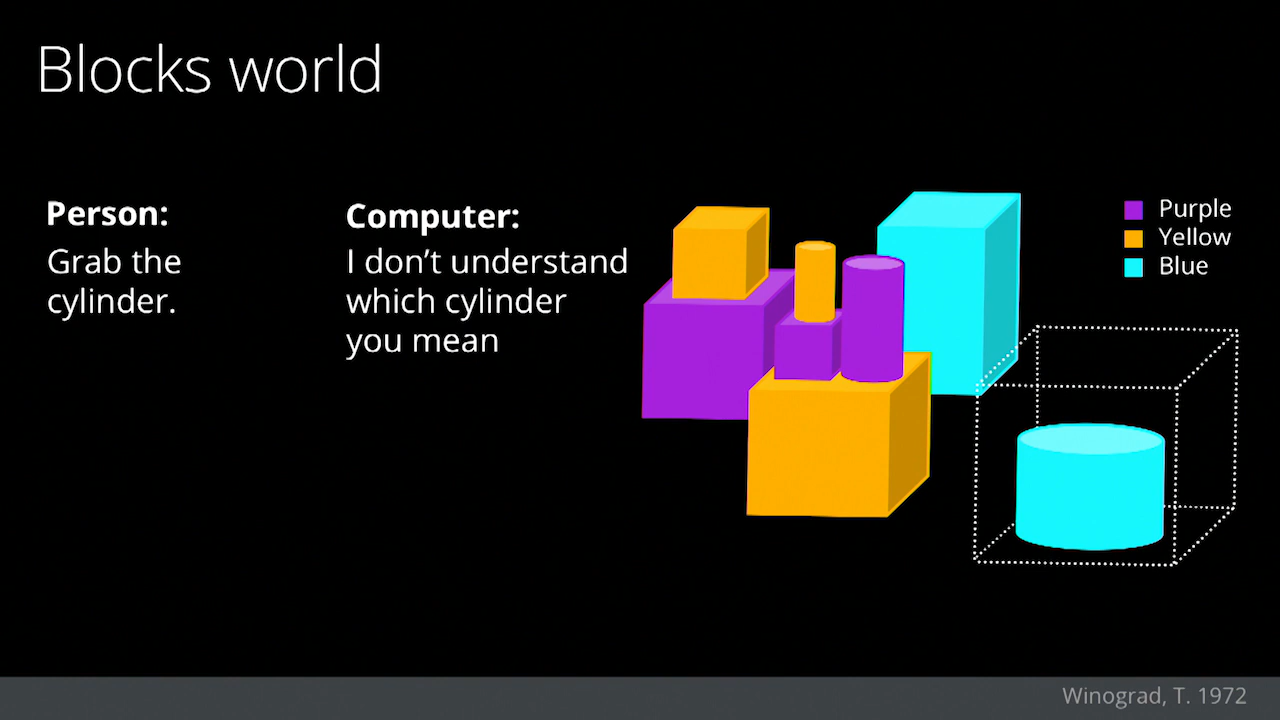 Blocks world
Person:
Grab the
cylinder.
Computer:
I don’t understand
which cylinder
you mean
Purple
Yellow
Blue
Winograd, T. 1972